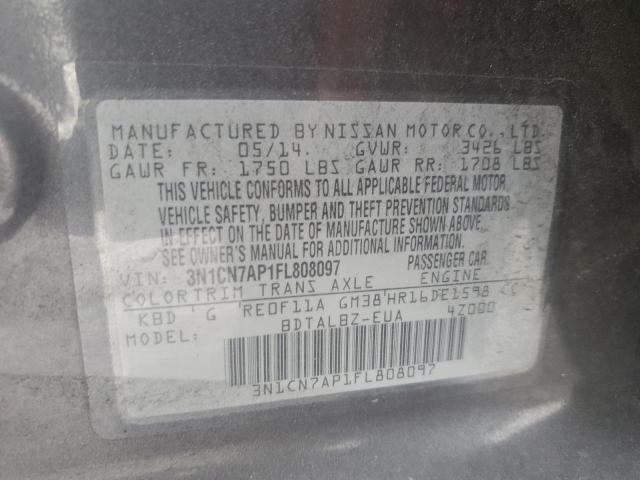 MANUFACTURED BY NISSAN MOTOR CO., LTD.
DATE: 05/14. GVWR: 3426 LBS
GAWR FR: 1750 LBS GAWR RR: 1708 LBS
THIS VEHICLE CONFORMS TO ALL APPLICABLE FEDERAL MOTOR
VEHICLE SAFETY, BUMPER AND THEFT PREVENTION STANDARDS
IN EFFECT ON THE DATE OF MANUFACTURE SHOWN ABOVE.
SEE OWNER'S MANUAL FOR ADDITIONAL INFORMATION.
VIN: 3N1CN7AP1FL808097 PASSENGER CAR
COLOR TRIM TRANS AXLE ENGINE
KBD G RE0F11A GM38 HR16DE1598 CC
MODEL: BDTALBZ-EUA 4Z000
3N1CN7AP1FL808097